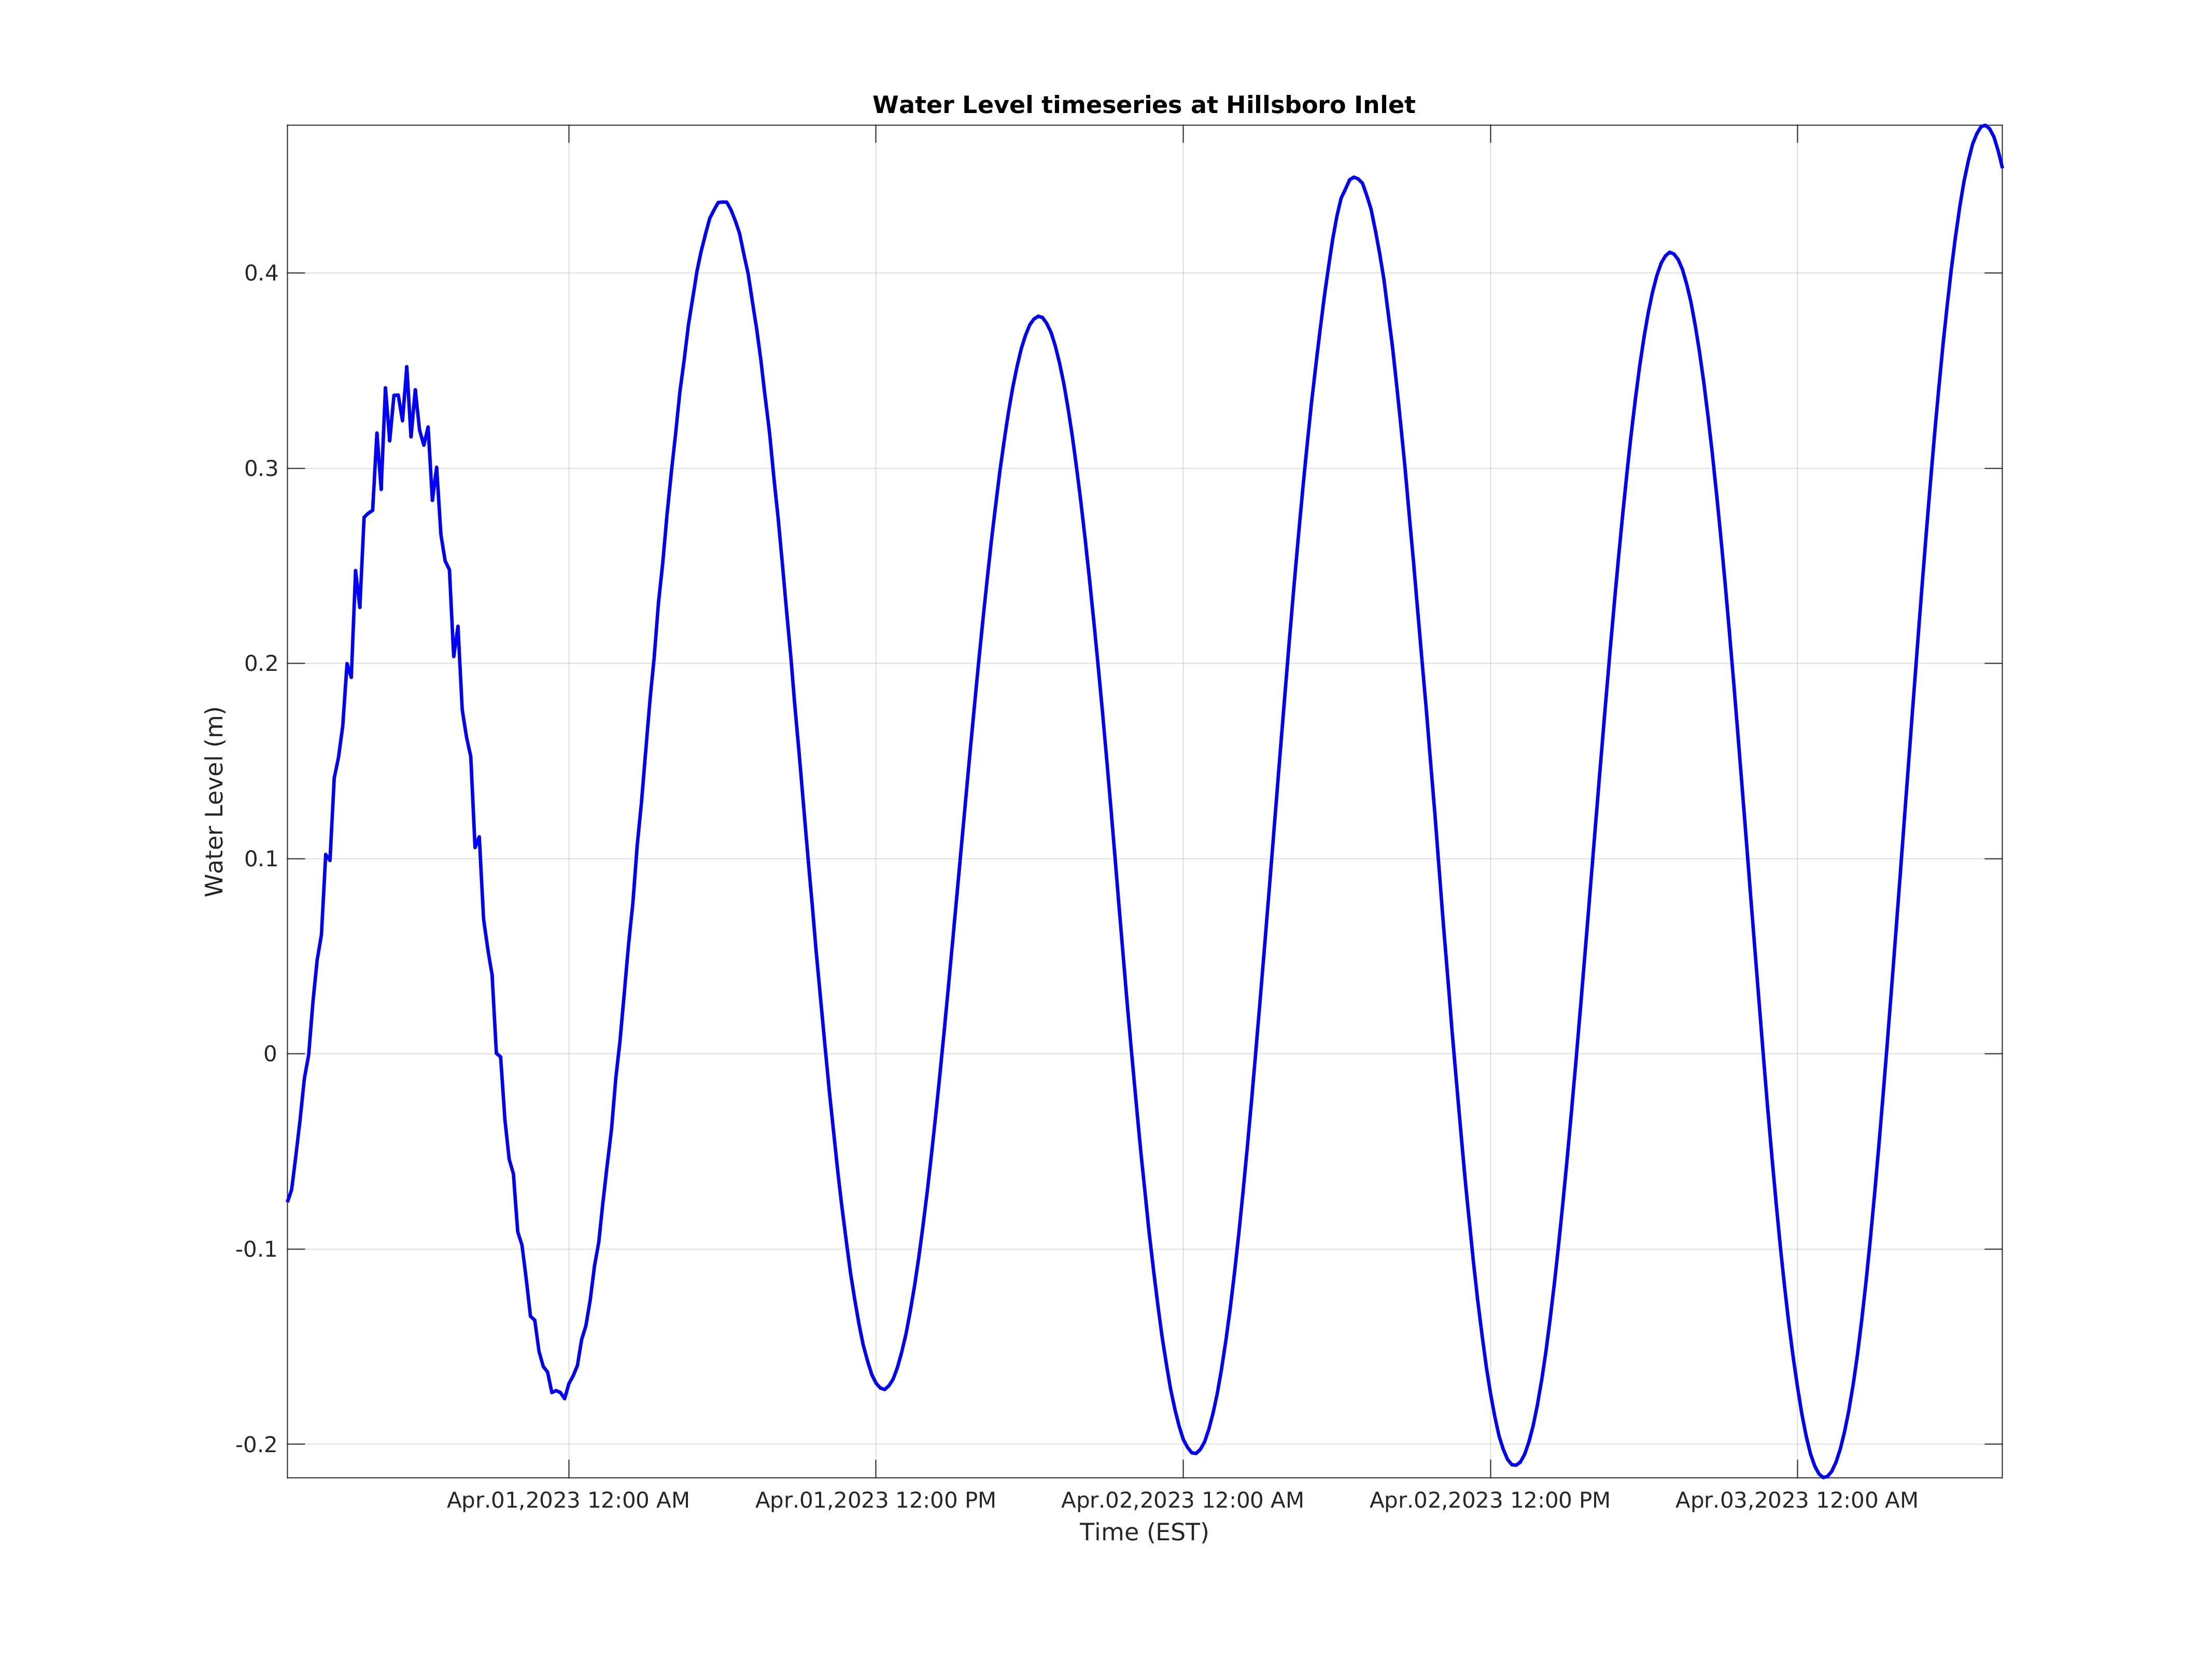 Water Level timeseries at Hillsboro Inlet
0.4
0.3
0.2
0.1
0
-0.1
-0.2
Water Level (m)
Apr.01,2023 12:00 AM
Apr.01,2023 12:00 PM
Apr.02,2023 12:00 AM
Apr.02,2023 12:00 PM
Apr.03,2023 12:00 AM
Time (EST)